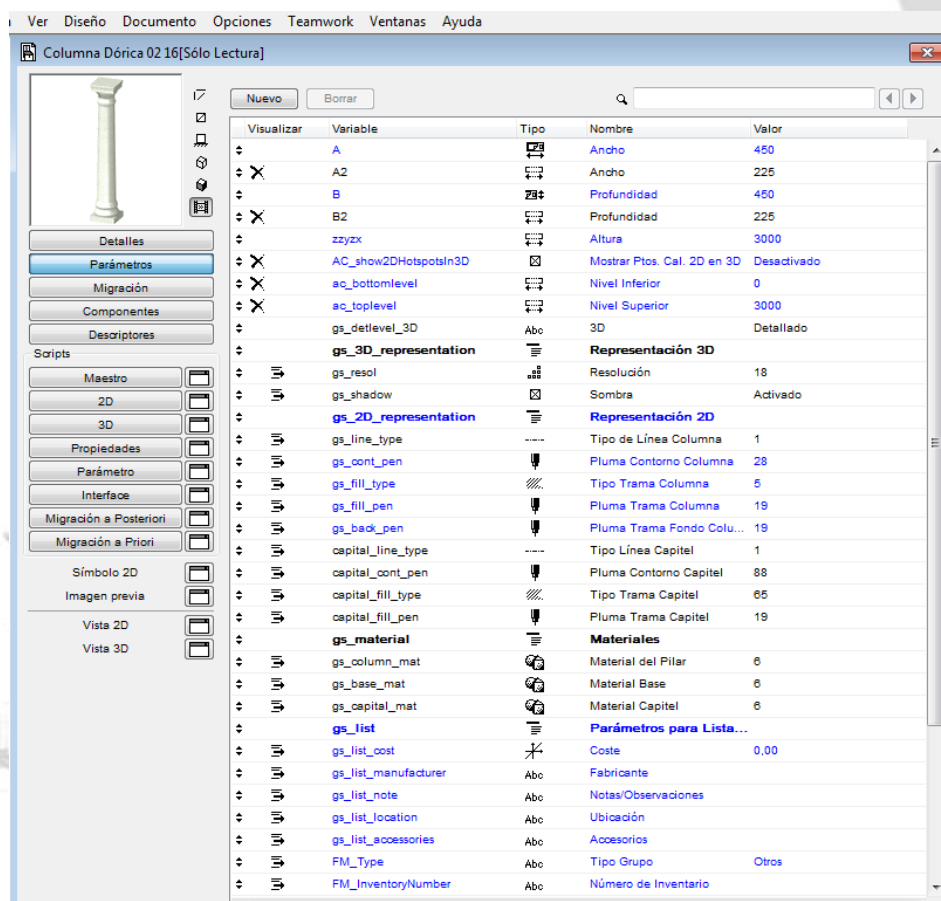 Ver Diseño Documento Opciones Teamwork Ventanas Ayuda
Columna Dórica 02 16[Sólo Lectura]
Nuevo Borrar
Visualizar Variable Tipo Nombre Valor
A Ancho 450
A2 Ancho 225
B Profundidad 450
B2 Profundidad 225
zzyzx Altura 3000
AC_show2DHotspotsIn3D Mostrar Ptos. Cal. 2D en 3D Desactivado
ac_bottomlevel Nivel Inferior 0
ac_toplevel Nivel Superior 3000
gs_detlevel_3D Abc 3D Detallado
gs_3D_representation Representación 3D
gs_resol Resolución 18
gs_shadow Sombra Activado
gs_2D_representation Representación 2D
gs_line_type Tipo de Línea Columna 1
gs_cont_pen Pluma Contorno Columna 28
gs_fill_type Tipo Trama Columna 5
gs_fill_pen Pluma Trama Columna 19
gs_back_pen Pluma Trama Fondo Colu... 19
capital_line_type Tipo Línea Capitel 1
capital_cont_pen Pluma Contorno Capitel 88
capital_fill_type Tipo Trama Capitel 65
capital_fill_pen Pluma Trama Capitel 19
gs_material Materiales
gs_column_mat Material del Pilar 6
gs_base_mat Material Base 6
gs_capital_mat Material Capitel 6
gs_list Parámetros para Lista...
gs_list_cost Coste 0,00
gs_list_manufacturer Abc Fabricante
gs_list_note Abc Notas/Observaciones
gs_list_location Abc Ubicación
gs_list_accessories Abc Accesorios
FM_Type Abc Tipo Grupo Otros
FM_InventoryNumber Abc Número de Inventario
Detalles
Parámetros
Migración
Componentes
Descriptores
Scripts
Maestro
2D
3D
Propiedades
Parámetro
Interface
Migración a Posteriori
Migración a Priori
Símbolo 2D
Imagen previa
Vista 2D
Vista 3D